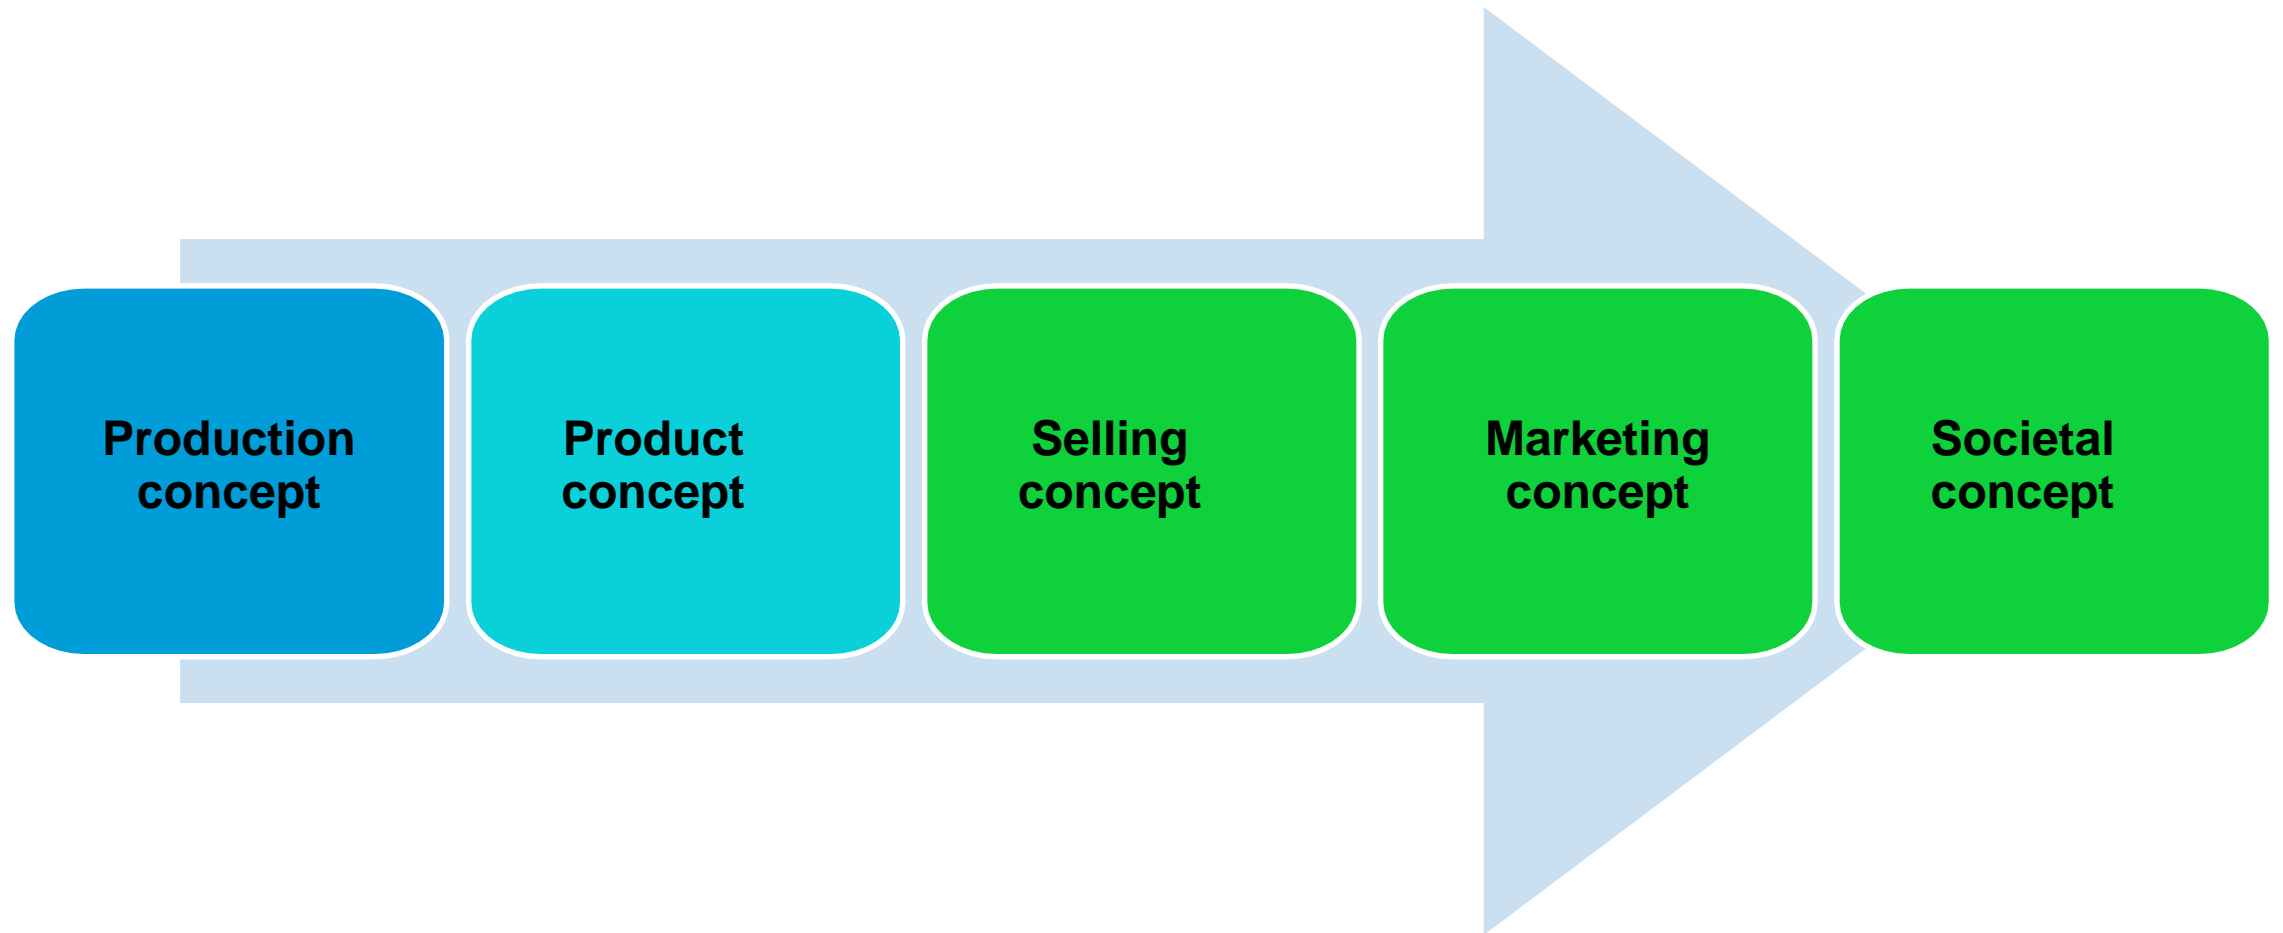 Production
concept
Product
concept
Selling
concept
Marketing
concept
Societal
concept